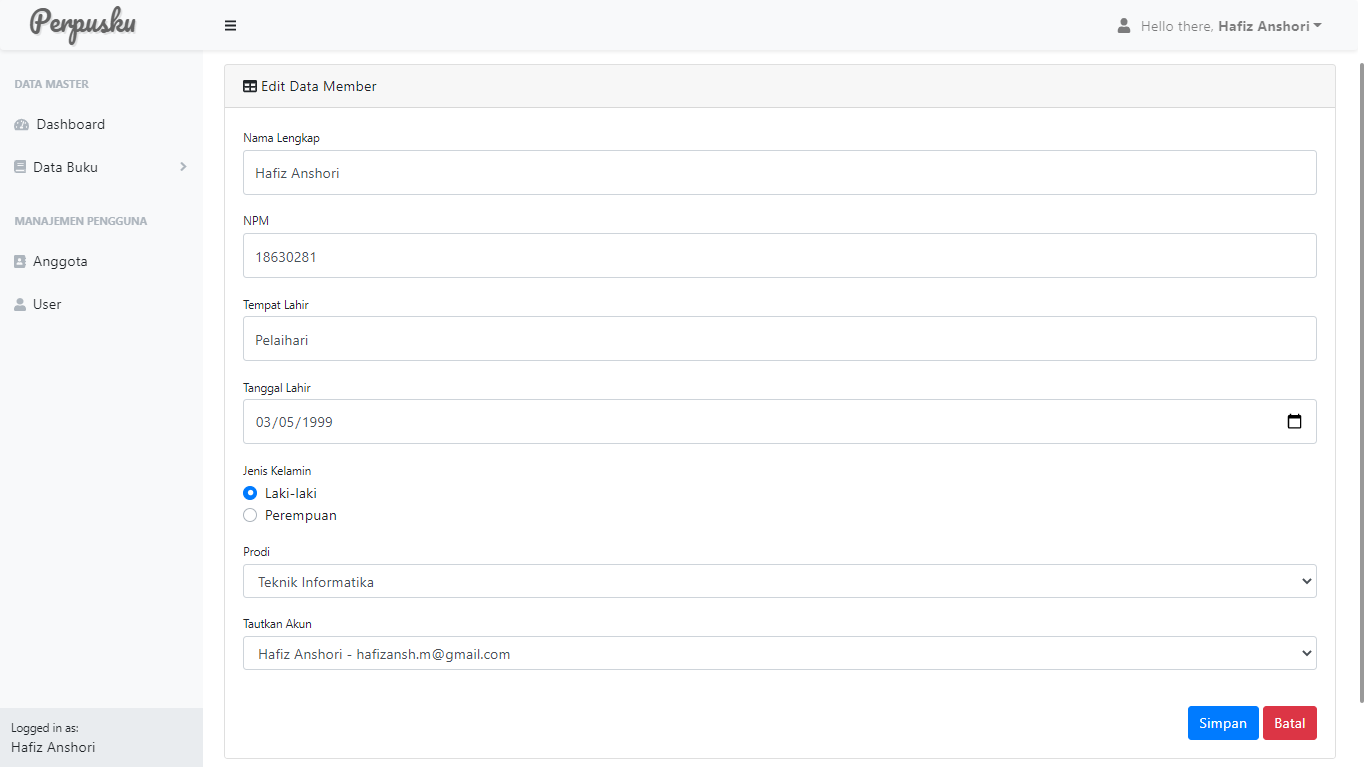 Perpusku
Hello there, Hafiz Anshori
DATA MASTER
Dashboard
Data Buku
MANAJEMEN PENGGUNA
Anggota
User
Logged in as:
Hafiz Anshori
Edit Data Member
Nama Lengkap
Hafiz Anshori
NPM
18630281
Tempat Lahir
Pelaihari
Tanggal Lahir
03/05/1999
Jenis Kelamin
Laki-laki
Perempuan
Prodi
Teknik Informatika
Tautkan Akun
Hafiz Anshori - hafizansh.m@gmail.com
Simpan Batal